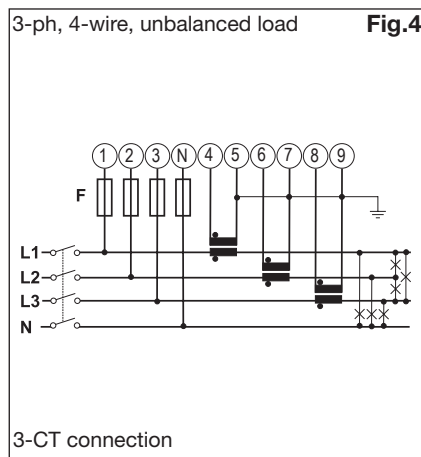 3-ph, 4-wire, unbalanced load Fig.4
1 2 3 N 4 5 6 7 8 9
F
L1
L2
L3
N
3-CT connection